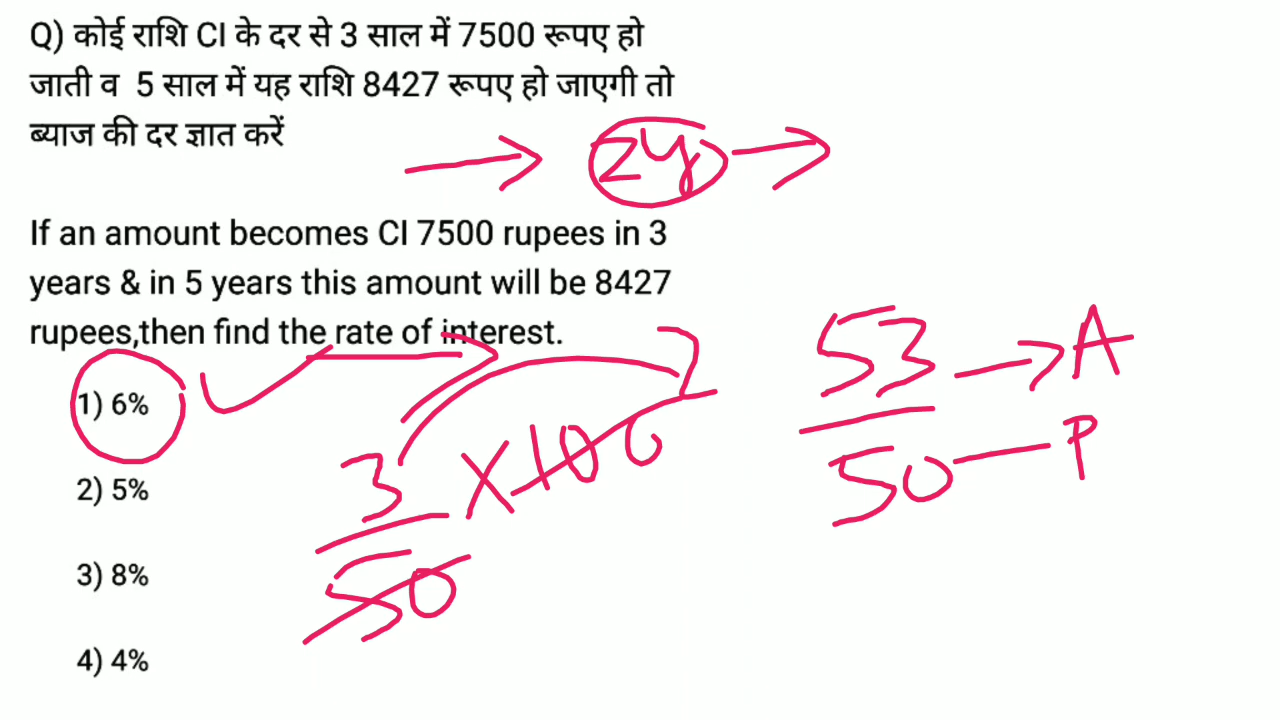 Q) कोई राशि CI के दर से 3 साल में 7500 रूपए हो
जाती व 5 साल में यह राशि 8427 रूपए हो जाएगी तो
ब्याज की दर ज्ञात करें
2y
If an amount becomes CI 7500 rupees in 3
years & in 5 years this amount will be 8427
rupees,then find the rate of interest.
1) 6%
2) 5%
3) 8%
4) 4%
2
3 x 100
50
53 → A
50 — P